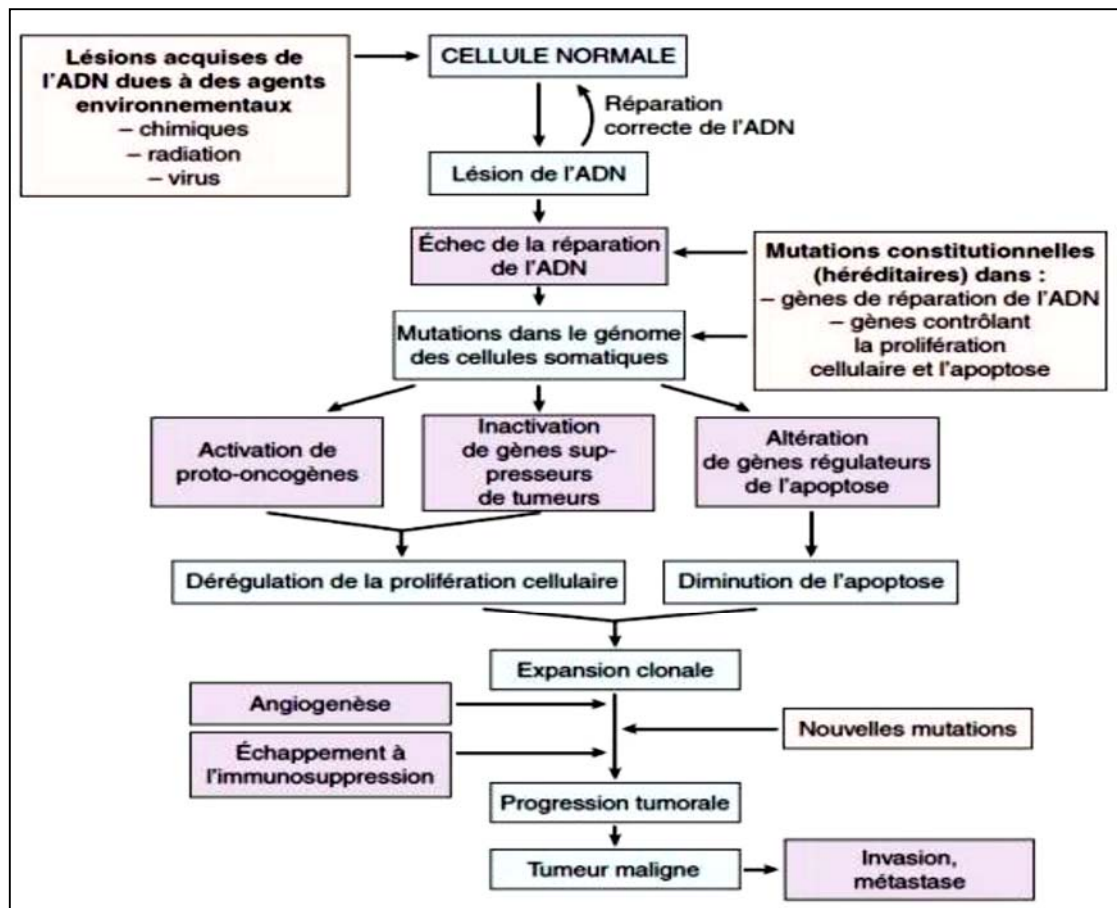 Lésions acquises de
l'ADN dues à des agents
environnementaux
– chimiques
– radiation
– virus
CELLULE NORMALE
Réparation
correcte de l'ADN
Lésion de l'ADN
Échec de la réparation
de l'ADN
Mutations constitutionnelles
(héréditaires) dans :
– gènes de réparation de l'ADN
– gènes contrôlant
la prolifération
cellulaire et l'apoptose
Mutations dans le génome
des cellules somatiques
Activation de
proto-oncogènes
Inactivation
de gènes sup-
presseurs
de tumeurs
Altération
de gènes régulateurs
de l'apoptose
Dérégulation de la prolifération cellulaire
Diminution de l'apoptose
Expansion clonale
Angiogenèse
Nouvelles mutations
Échappement à
l'immunosuppression
Progression tumorale
Tumeur maligne
Invasion,
métastase